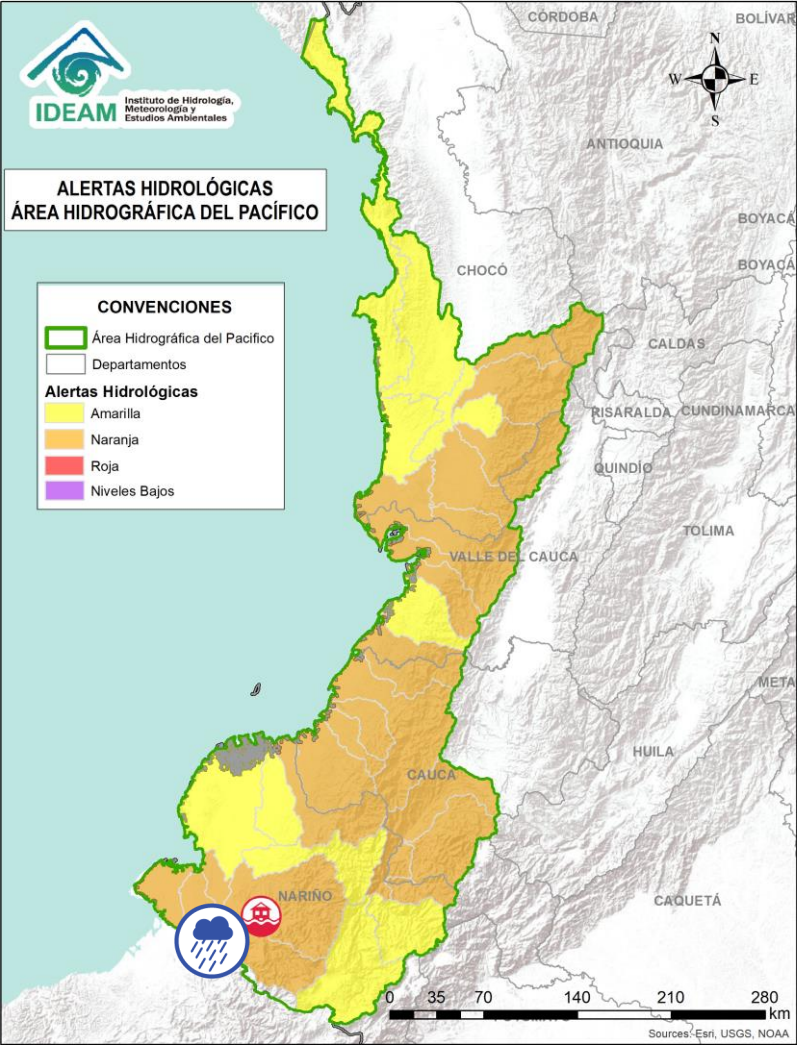 IDEAM
Instituto de Hidrología,
Meteorología y
Estudios Ambientales
ALERTAS HIDROLÓGICAS
ÁREA HIDROGRÁFICA DEL PACÍFICO
CONVENCIONES
Área Hidrográfica del Pacifico
Departamentos
Alertas Hidrológicas
Amarilla
Naranja
Roja
Niveles Bajos
CÓRDOBA
BOLÍVAR
N
W E
S
ANTIOQUIA
BOYACÁ
BOYACÁ
CHOCÓ
CALDAS
RISARALDA
CUNDINAMARCA
QUINDÍO
TOLIMA
VALLE DEL CAUCA
META
HUILA
CAUCA
NARIÑO
CAQUETÁ
0 35 70 140 210 280
km
Sources: Esri, USGS, NOAA